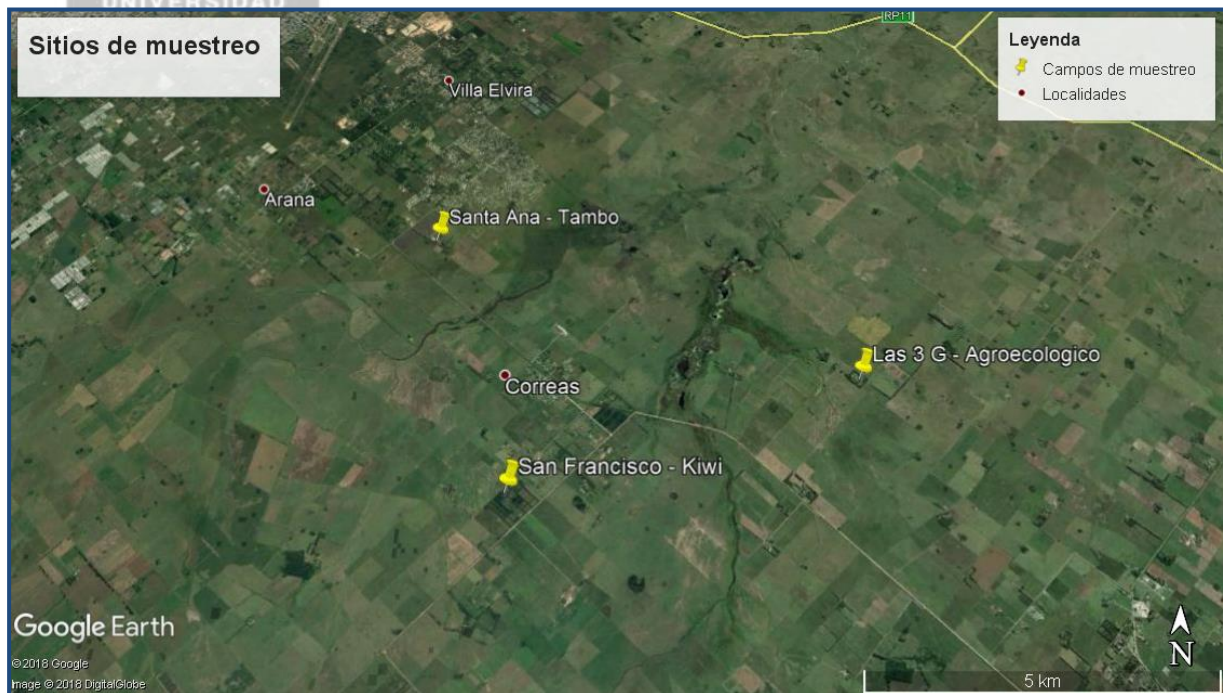 UNIVERSIDAD
Sitios de muestreo
RP11
Leyenda
Campos de muestreo
Localidades
Villa Elvira
Arana
Santa Ana - Tambo
Las 3 G - Agroecologico
Correas
San Francisco - Kiwi
Google Earth
©2018 Google
Image © 2018 DigitalGlobe
N
5 km